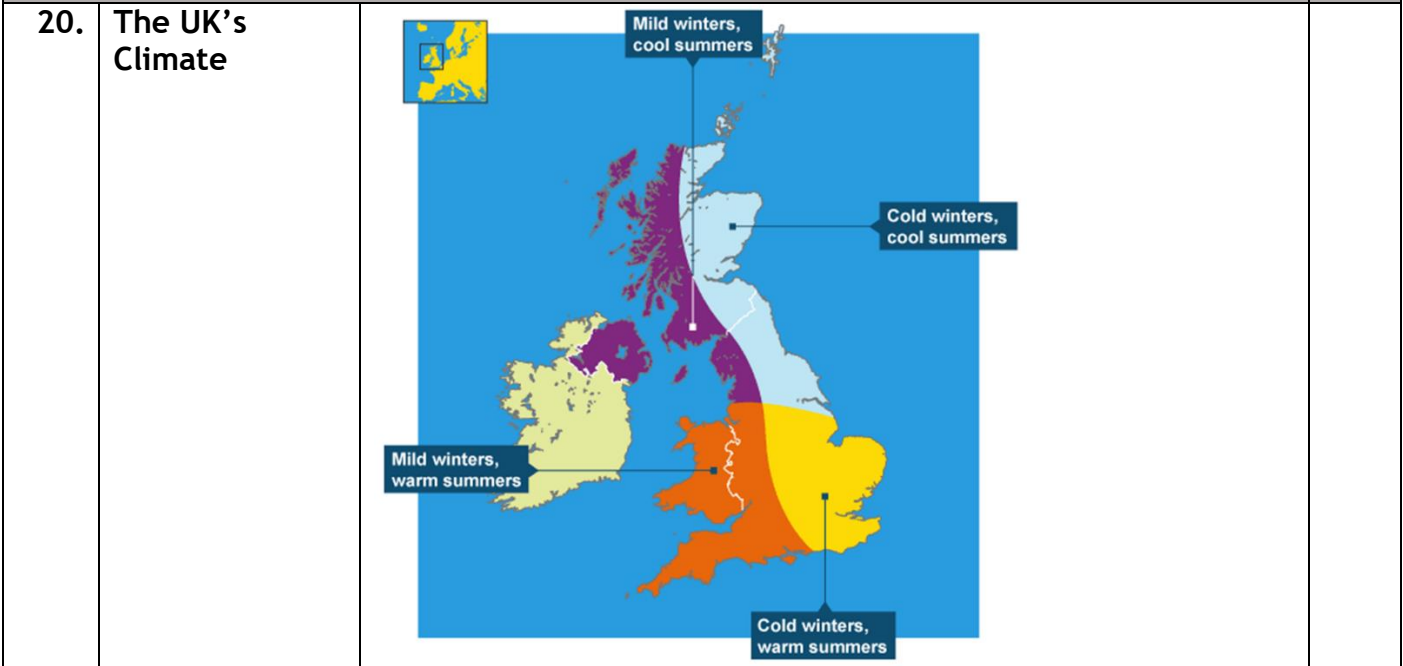 20.
The UK's
Climate
Mild winters,
cool summers
Cold winters,
cool summers
Mild winters,
warm summers
Cold winters,
warm summers